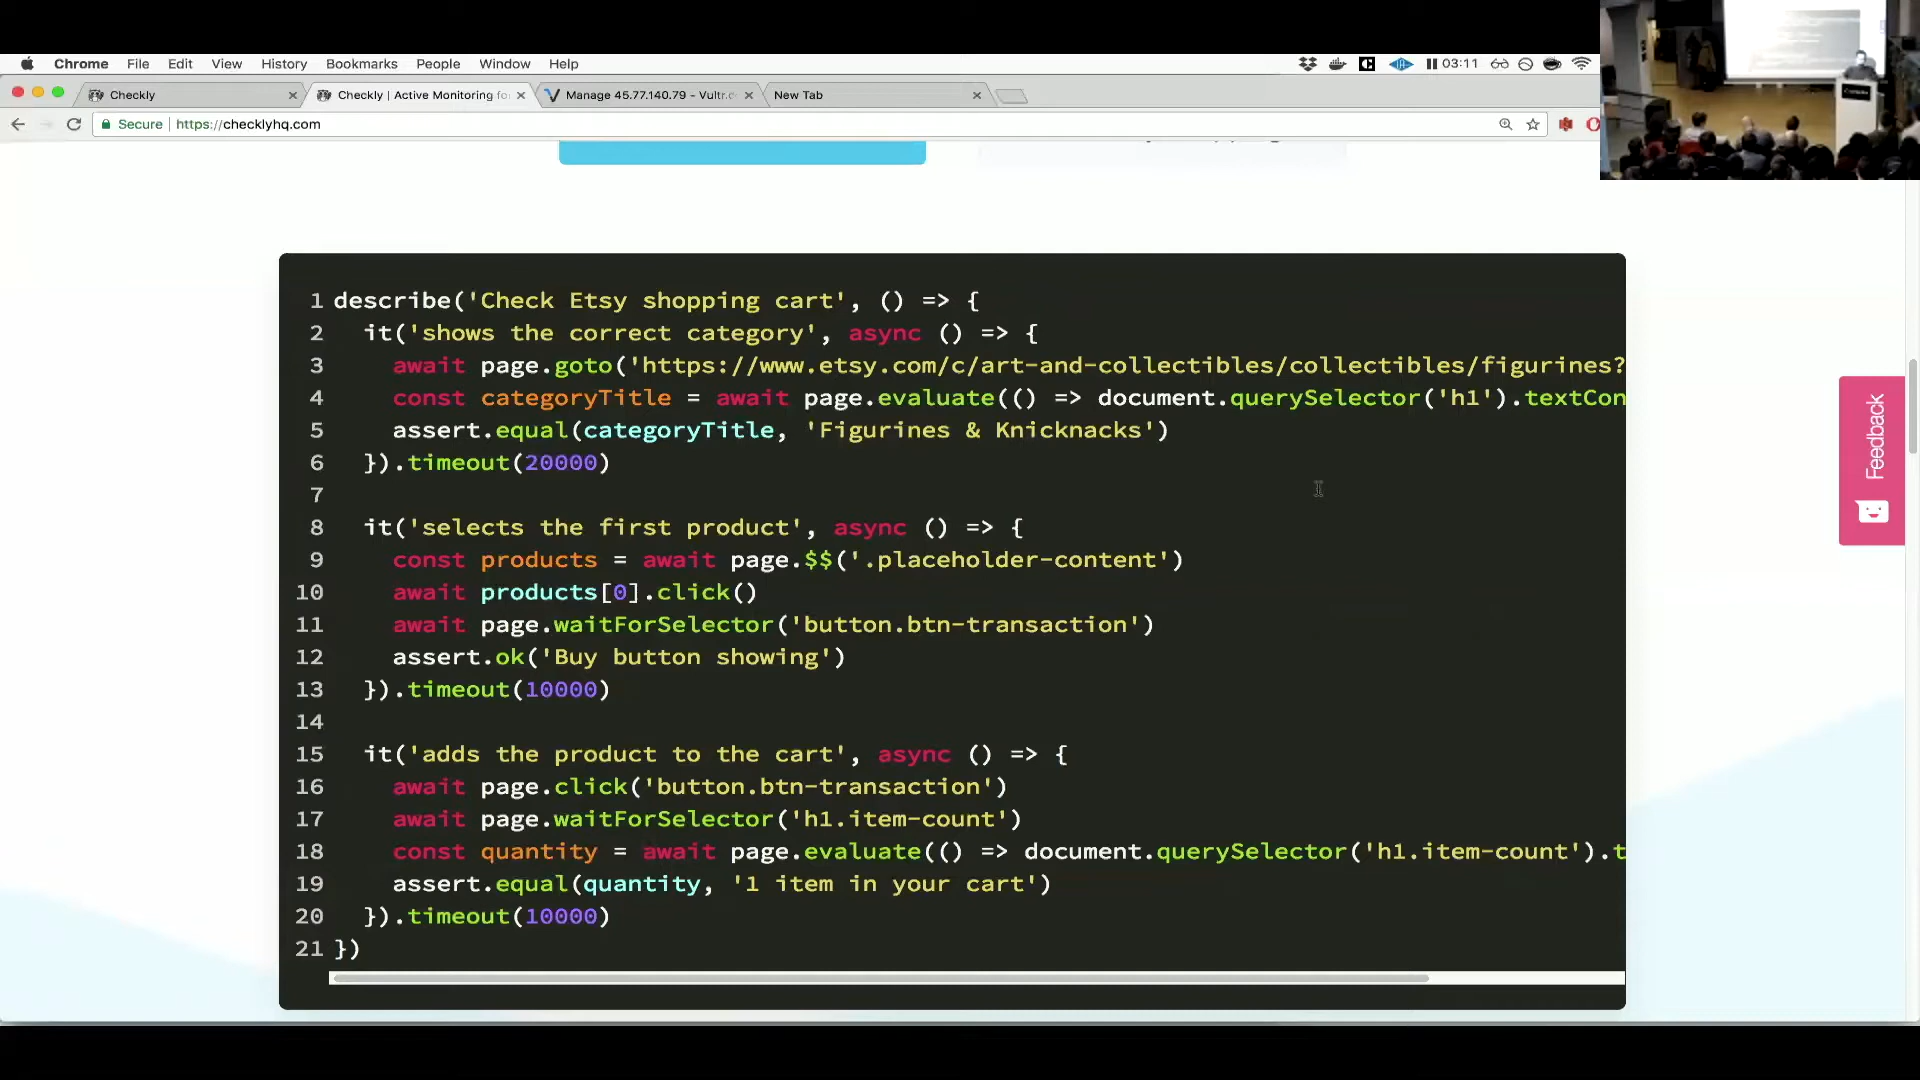 Chrome File Edit View History Bookmarks People Window Help 03:11
Checkly
Checkly | Active Monitoring fo
Manage 45.77.140.79 - Vultr.c
New Tab
Secure https://checklyhq.com
1 describe('Check Etsy shopping cart', () => {
2 it('shows the correct category', async () => {
3 await page.goto('https://www.etsy.com/c/art-and-collectibles/collectibles/figurines?
4 const categoryTitle = await page.evaluate(() => document.querySelector('h1').textCon
5 assert.equal(categoryTitle, 'Figurines & Knicknacks')
6 }).timeout(20000)
7
8 it('selects the first product', async () => {
9 const products = await page.$$('.placeholder-content')
10 await products[0].click()
11 await page.waitForSelector('button.btn-transaction')
12 assert.ok('Buy button showing')
13 }).timeout(10000)
14
15 it('adds the product to the cart', async () => {
16 await page.click('button.btn-transaction')
17 await page.waitForSelector('h1.item-count')
18 const quantity = await page.evaluate(() => document.querySelector('h1.item-count').t
19 assert.equal(quantity, '1 item in your cart')
20 }).timeout(10000)
21 })
Feedback